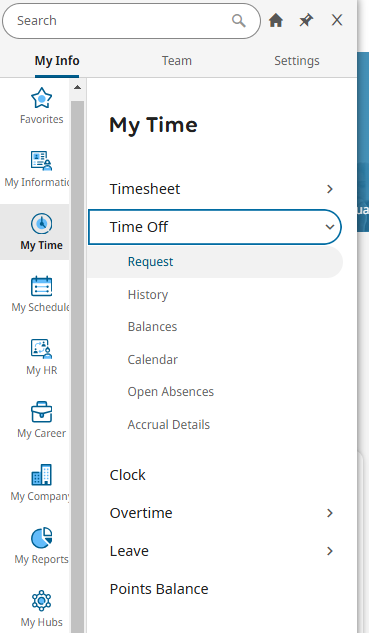 Search
My Info Team Settings
Favorites
My Informatic
My Time
My Schedule
My HR
My Career
My Company
My Reports
My Hubs
My Time
Timesheet
Time Off
Request
History
Balances
Calendar
Open Absences
Accrual Details
Clock
Overtime
Leave
Points Balance
ua